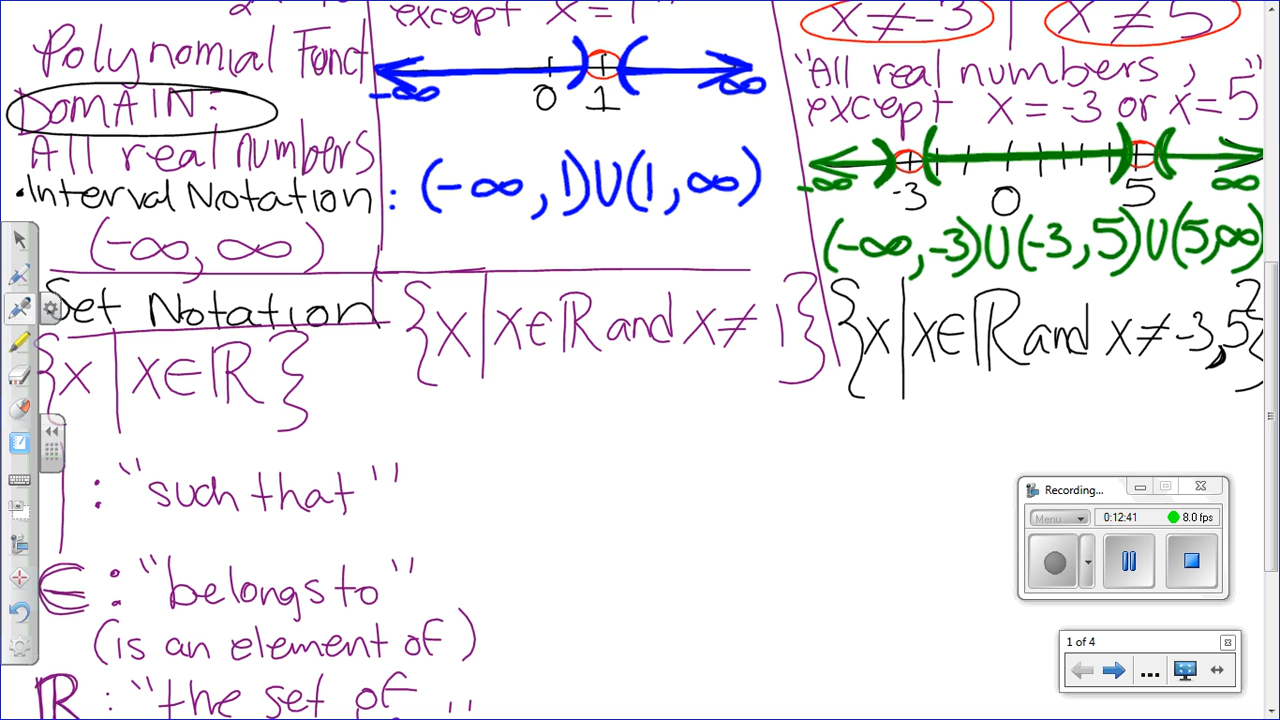 except x = 1"
x ≠ -3 | x ≠ 5
Polynomial Funct
DOMAIN:
All real numbers
• Interval Notation
(-∞, ∞)
-∞ 0 1 ∞
: (-∞, 1)U(1, ∞)
"All real numbers,
except x = -3 or x = 5"
-∞ -3 0 5 ∞
(-∞, -3)U(-3, 5)U(5, ∞)
Set Notation
{x | x∈ℝ}
{x | x∈ℝ and x ≠ 1}
{x | x∈ℝ and x ≠ -3, 5}
| : "such that"
∈ : "belongs to"
(is an element of)
ℝ : "the set of
Recording...
Menu
0:12:41
8.0 fps
1 of 4